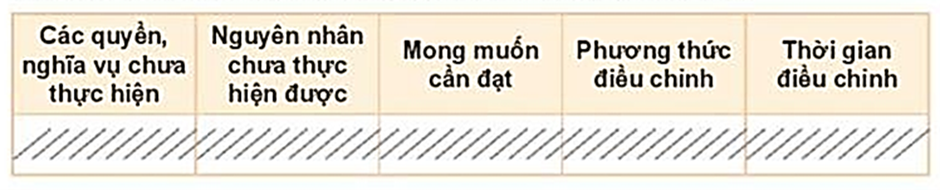 Các quyền,
nghĩa vụ chưa
thực hiện
Nguyên nhân
chưa thực
hiện được
Mong muốn
cần đạt
Phương thức
điều chỉnh
Thời gian
điều chỉnh